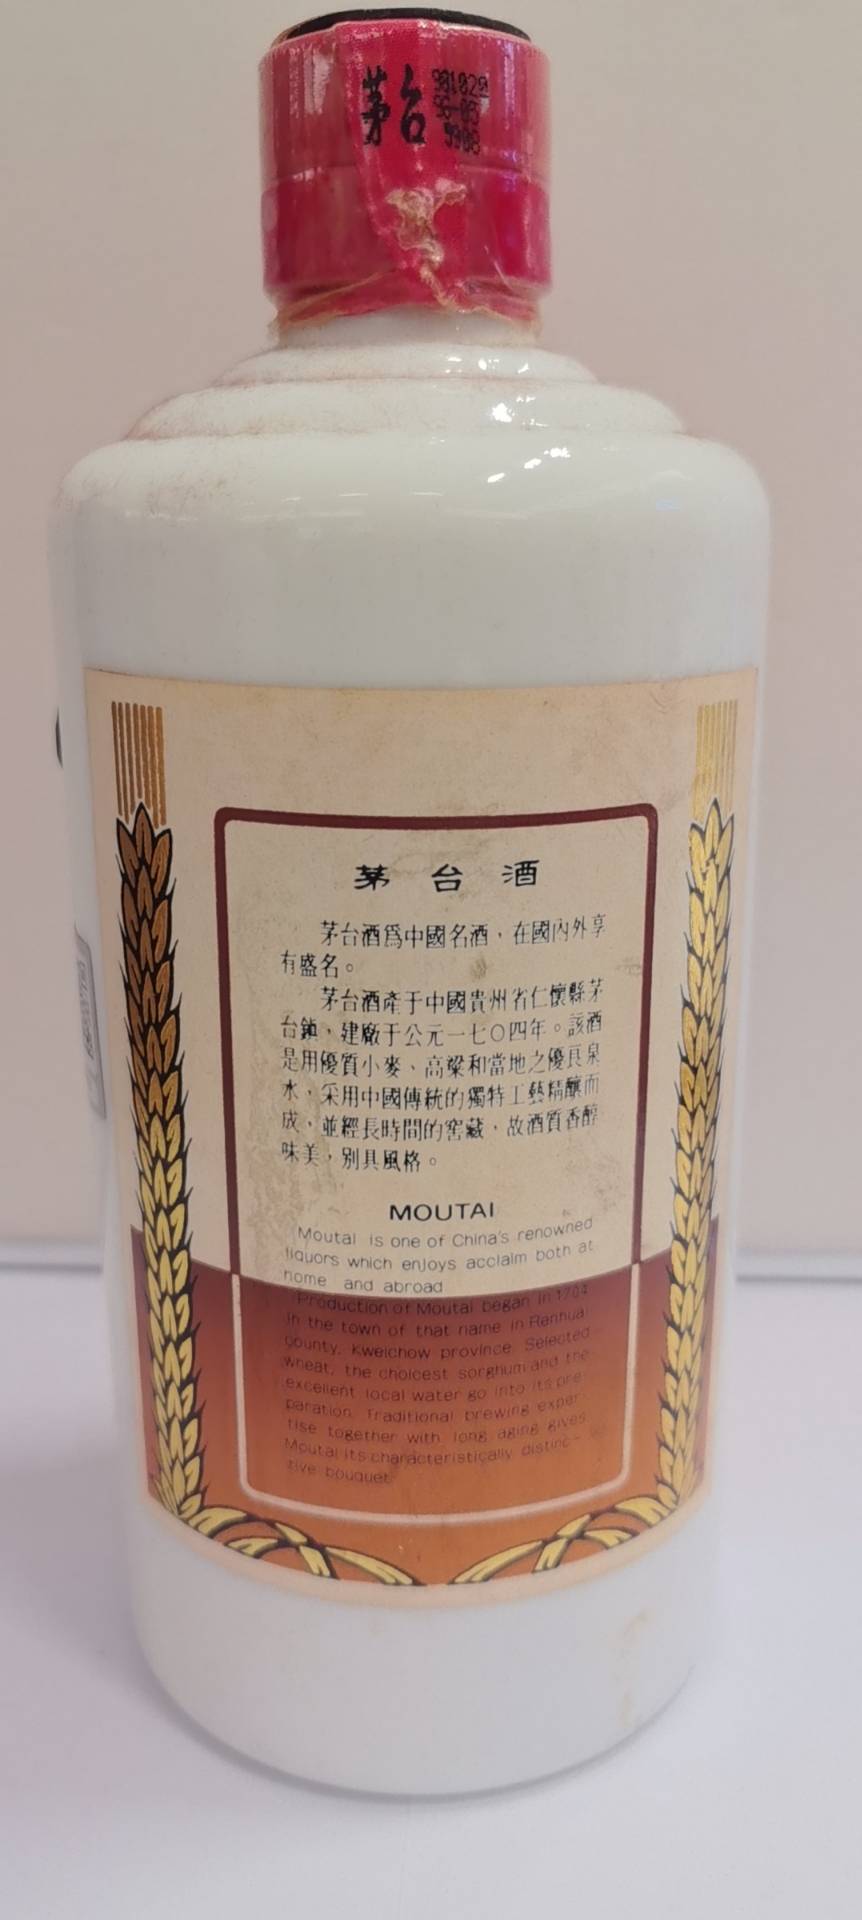 茅台
981029
96-05
9908
茅台酒
茅台酒爲中國名酒，在國內外享
有盛名。
茅台酒產于中國貴州省仁懷縣茅
台鎮，建廠于公元一七〇四年。該酒
是用優質小麥、高粱和當地之優良泉
水，采用中國傳統的獨特工藝精釀而
成，並經長時間的窖藏，故酒質香醇
味美，別具風格。
MOUTAI
Moutai is one of China's renowned
liquors which enjoys acclaim both at
home and abroad
Production of Moutai began in 1704
in the town of that name in Renhuai
county, Kweichow province. Selected
wheat, the choicest sorghum and the
excellent local water go into its pre-
paration. Traditional brewing exper-
tise together with long aging gives
Moutai its characteristically distinc-
tive bouquet.